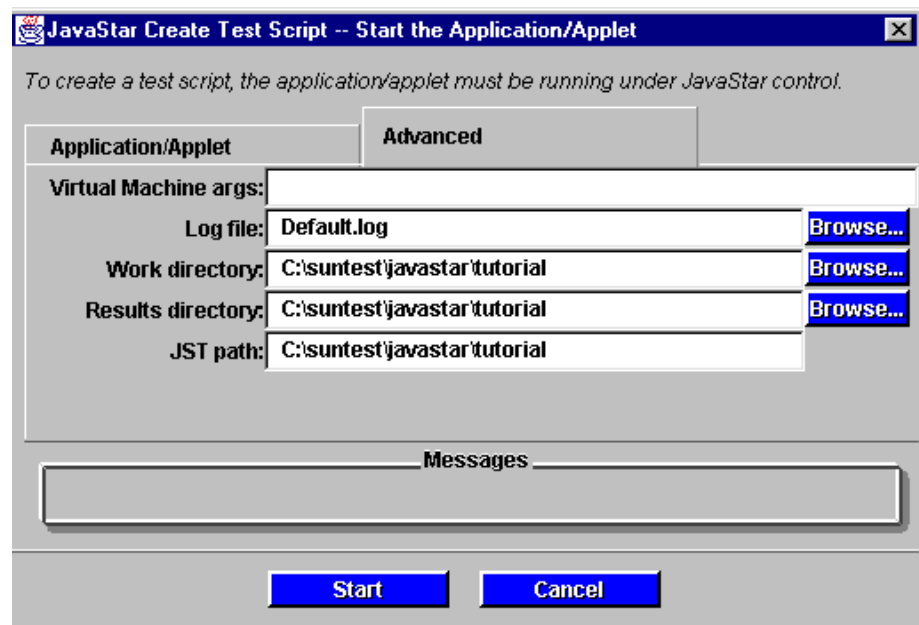 JavaStar Create Test Script -- Start the Application/Applet
To create a test script, the application/applet must be running under JavaStar control.
Application/Applet Advanced
Virtual Machine args:
Log file: Default.log Browse...
Work directory: C:\suntest\javastar\tutorial Browse...
Results directory: C:\suntest\javastar\tutorial Browse...
JST path: C:\suntest\javastar\tutorial
Messages
Start Cancel